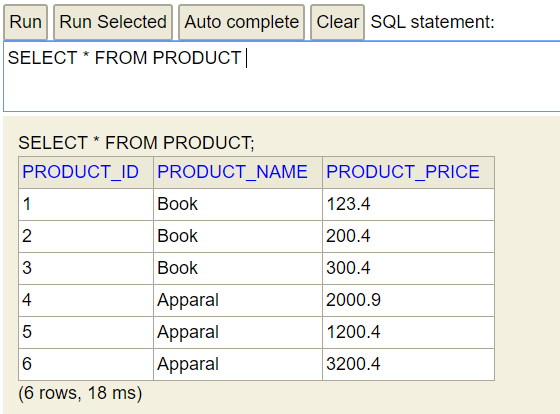 Run Run Selected Auto complete Clear SQL statement:
SELECT * FROM PRODUCT
SELECT * FROM PRODUCT;
PRODUCT_ID PRODUCT_NAME PRODUCT_PRICE
1 Book 123.4
2 Book 200.4
3 Book 300.4
4 Apparal 2000.9
5 Apparal 1200.4
6 Apparal 3200.4
(6 rows, 18 ms)